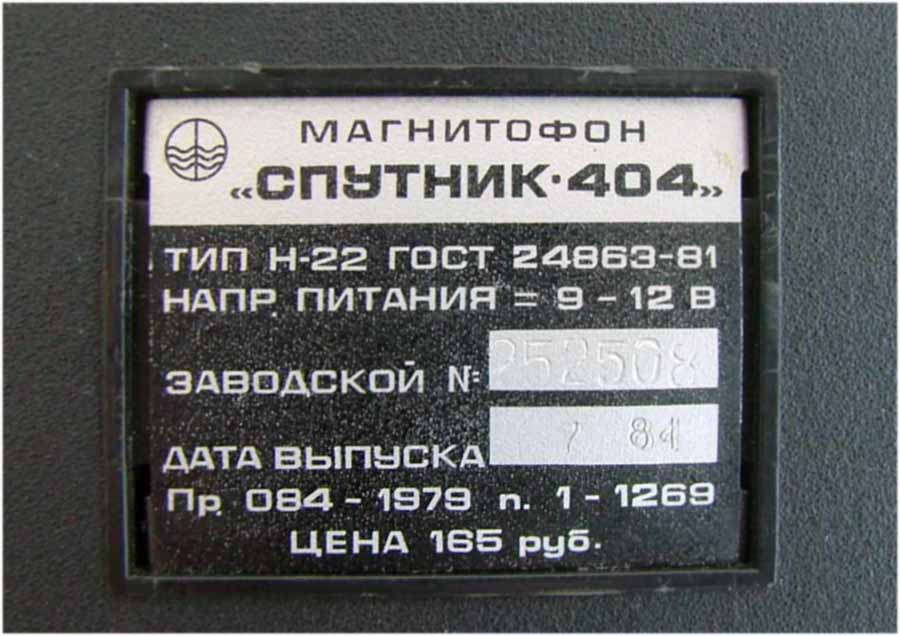 МАГНИТОФОН
«СПУТНИК·404»
ТИП Н-22 ГОСТ 24863-81
НАПР. ПИТАНИЯ = 9 – 12 В
ЗАВОДСКОЙ №: 252508
ДАТА ВЫПУСКА 7 84
Пр. 084 – 1979 п. 1 – 1269
ЦЕНА 165 руб.